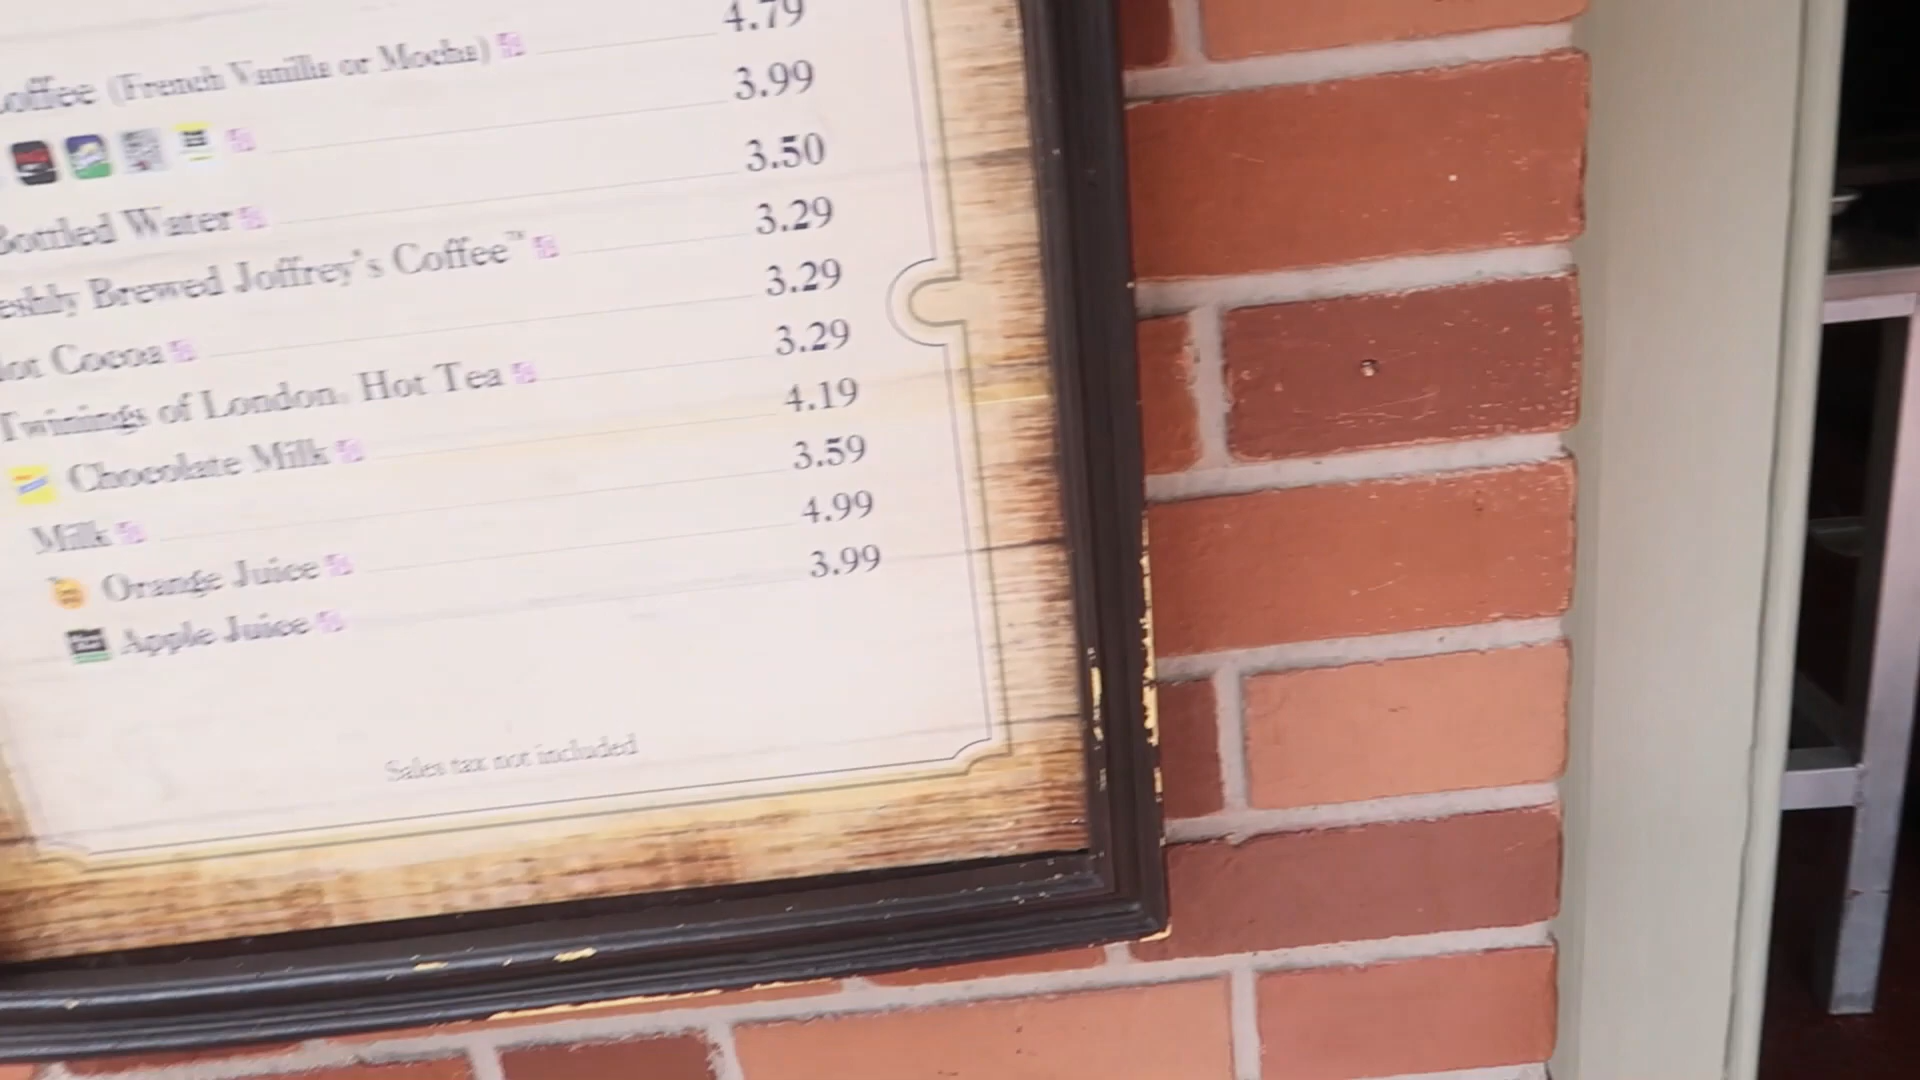 Coffee (French Vanilla or Mocha) 4.79
3.99
Bottled Water 3.50
eshly Brewed Joffrey's Coffee™ 3.29
Hot Cocoa 3.29
Twinings of London Hot Tea 3.29
Chocolate Milk 4.19
Milk 3.59
Orange Juice 4.99
Apple Juice 3.99
Sales tax not included